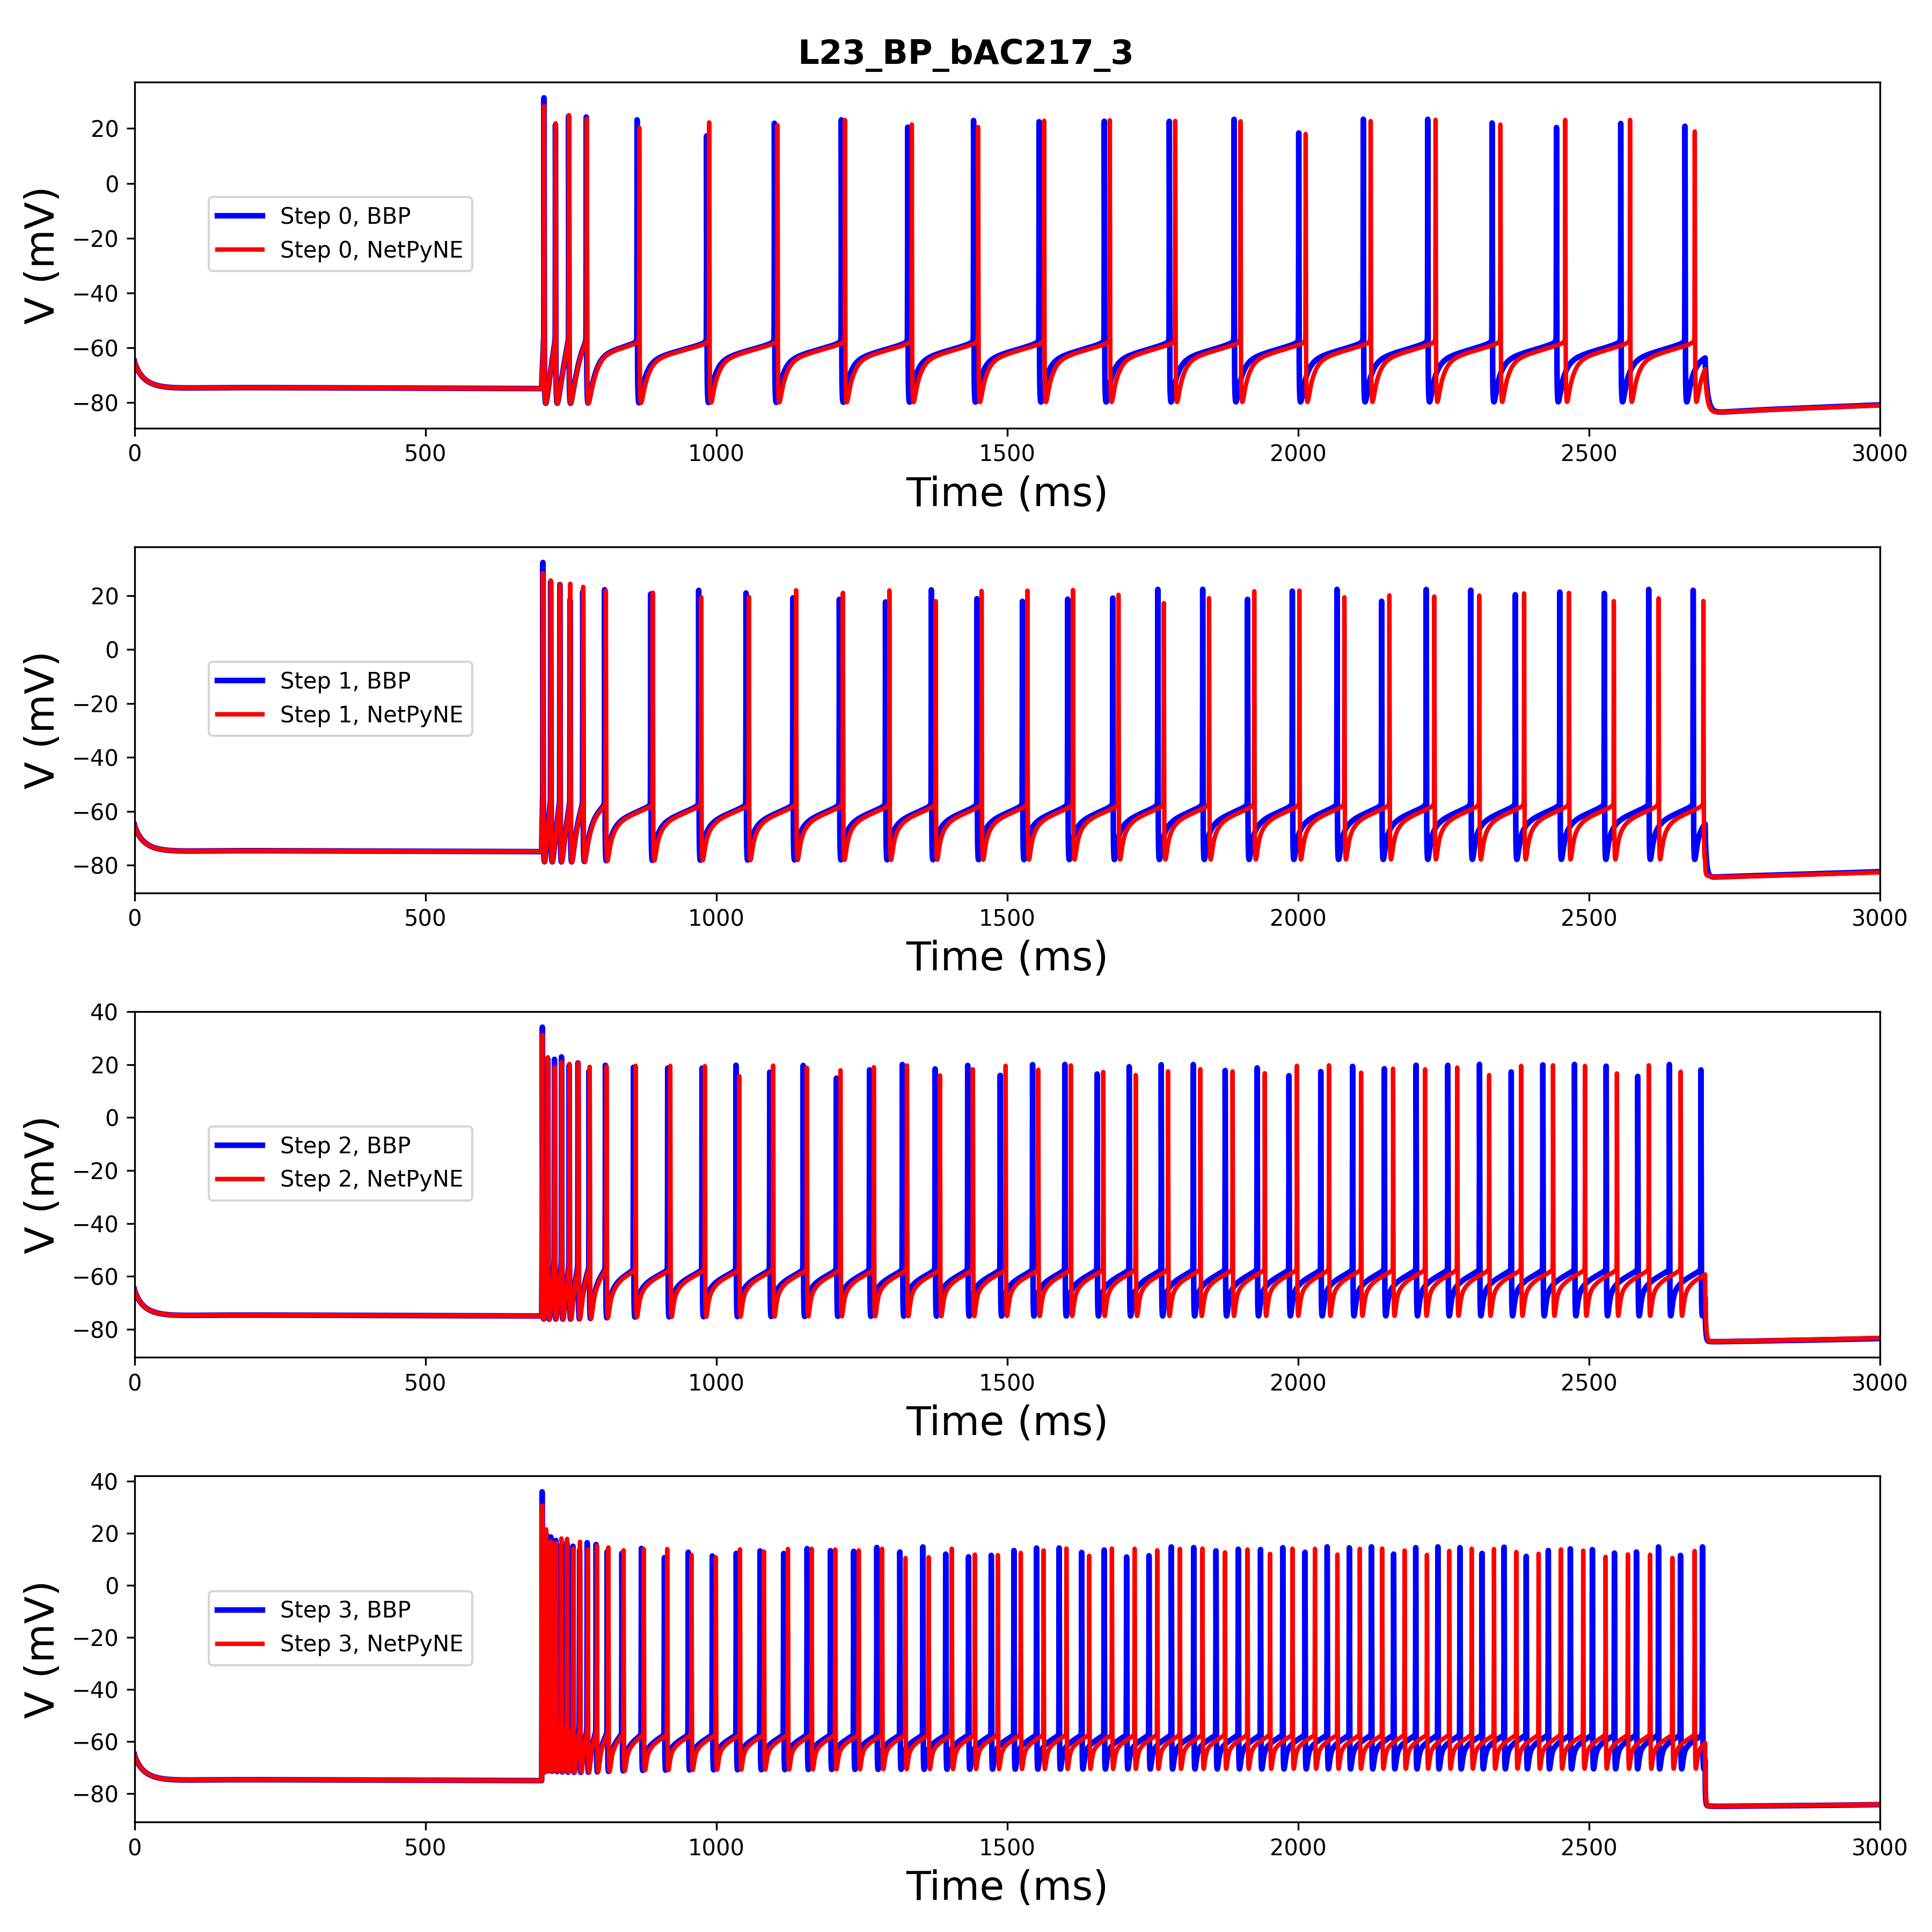 L23_BP_bAC217_3
20
0
−20
−40
−60
−80
V (mV)
Step 0, BBP
Step 0, NetPyNE
0 500 1000 1500 2000 2500 3000
Time (ms)
20
0
−20
−40
−60
−80
V (mV)
Step 1, BBP
Step 1, NetPyNE
0 500 1000 1500 2000 2500 3000
Time (ms)
40
20
0
−20
−40
−60
−80
V (mV)
Step 2, BBP
Step 2, NetPyNE
0 500 1000 1500 2000 2500 3000
Time (ms)
40
20
0
−20
−40
−60
−80
V (mV)
Step 3, BBP
Step 3, NetPyNE
0 500 1000 1500 2000 2500 3000
Time (ms)